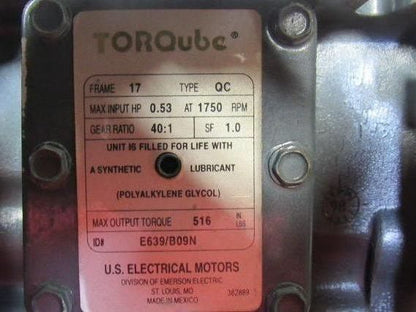 TORQube®
FRAME 17 TYPE QC
MAX INPUT HP 0.53 AT 1750 RPM
GEAR RATIO 40:1 SF 1.0
UNIT IS FILLED FOR LIFE WITH
A SYNTHETIC LUBRICANT
(POLYALKYLENE GLYCOL)
MAX OUTPUT TORQUE 516 IN LBS
ID# E639/B09N
U.S. ELECTRICAL MOTORS
DIVISION OF EMERSON ELECTRIC
ST. LOUIS, MO
MADE IN MEXICO
362889